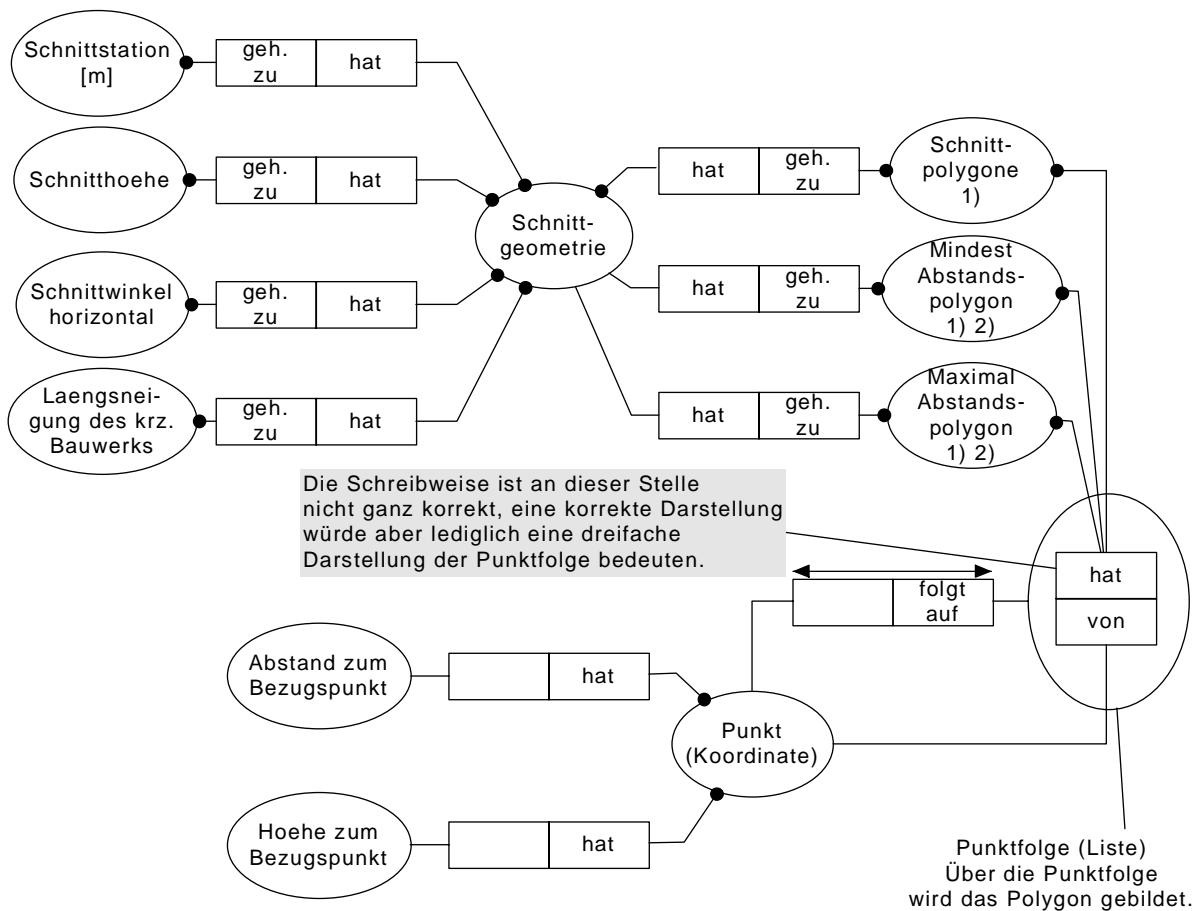 Schnittstation
[m]
geh.
zu
hat
Schnitthoehe
geh.
zu
hat
Schnittwinkel
horizontal
geh.
zu
hat
Laengsnei-
gung des krz.
Bauwerks
geh.
zu
hat
Schnitt-
geometrie
hat
geh.
zu
Schnitt-
polygone
1)
hat
geh.
zu
Mindest
Abstands-
polygon
1) 2)
hat
geh.
zu
Maximal
Abstands-
polygon
1) 2)
Die Schreibweise ist an dieser Stelle
nicht ganz korrekt, eine korrekte Darstellung
würde aber lediglich eine dreifache
Darstellung der Punktfolge bedeuten.
folgt
auf
hat
von
Abstand zum
Bezugspunkt
hat
Punkt
(Koordinate)
Hoehe zum
Bezugspunkt
hat
Punktfolge (Liste)
Über die Punktfolge
wird das Polygon gebildet.